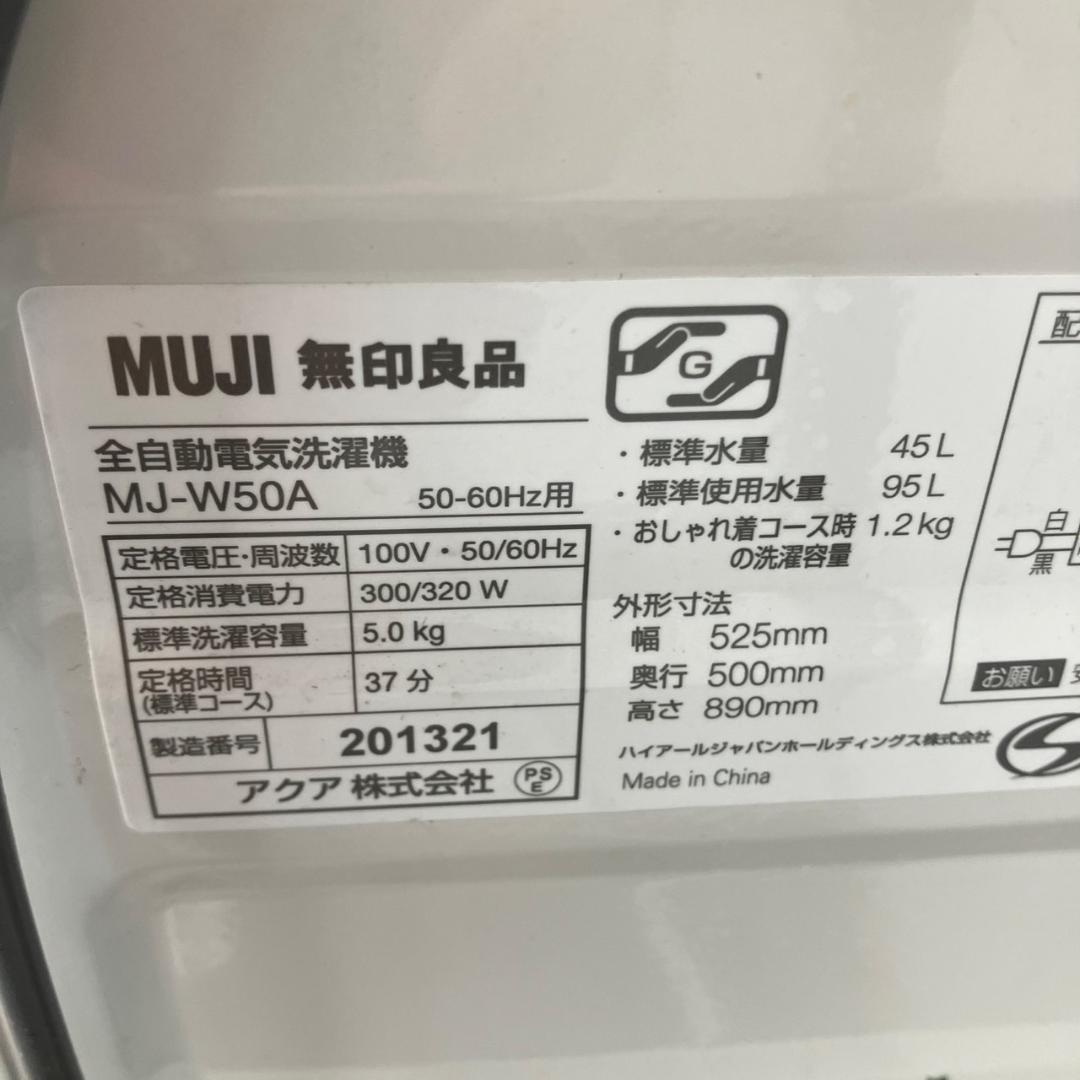 MUJI 無印良品
全自動電気洗濯機
MJ-W50A 50-60Hz用
定格電圧・周波数 100V・50/60Hz
定格消費電力 300/320 W
標準洗濯容量 5.0 kg
定格時間 37 分
(標準コース)
製造番号 201321
アクア 株式会社 PSE
G
・標準水量 45L
・標準使用水量 95L
・おしゃれ着コース時 1.2kg
の洗濯容量
外形寸法
幅 525mm
奥行 500mm
高さ 890mm
ハイアールジャパンホールディングス株式会社
Made in China
配
白
黒
お願い